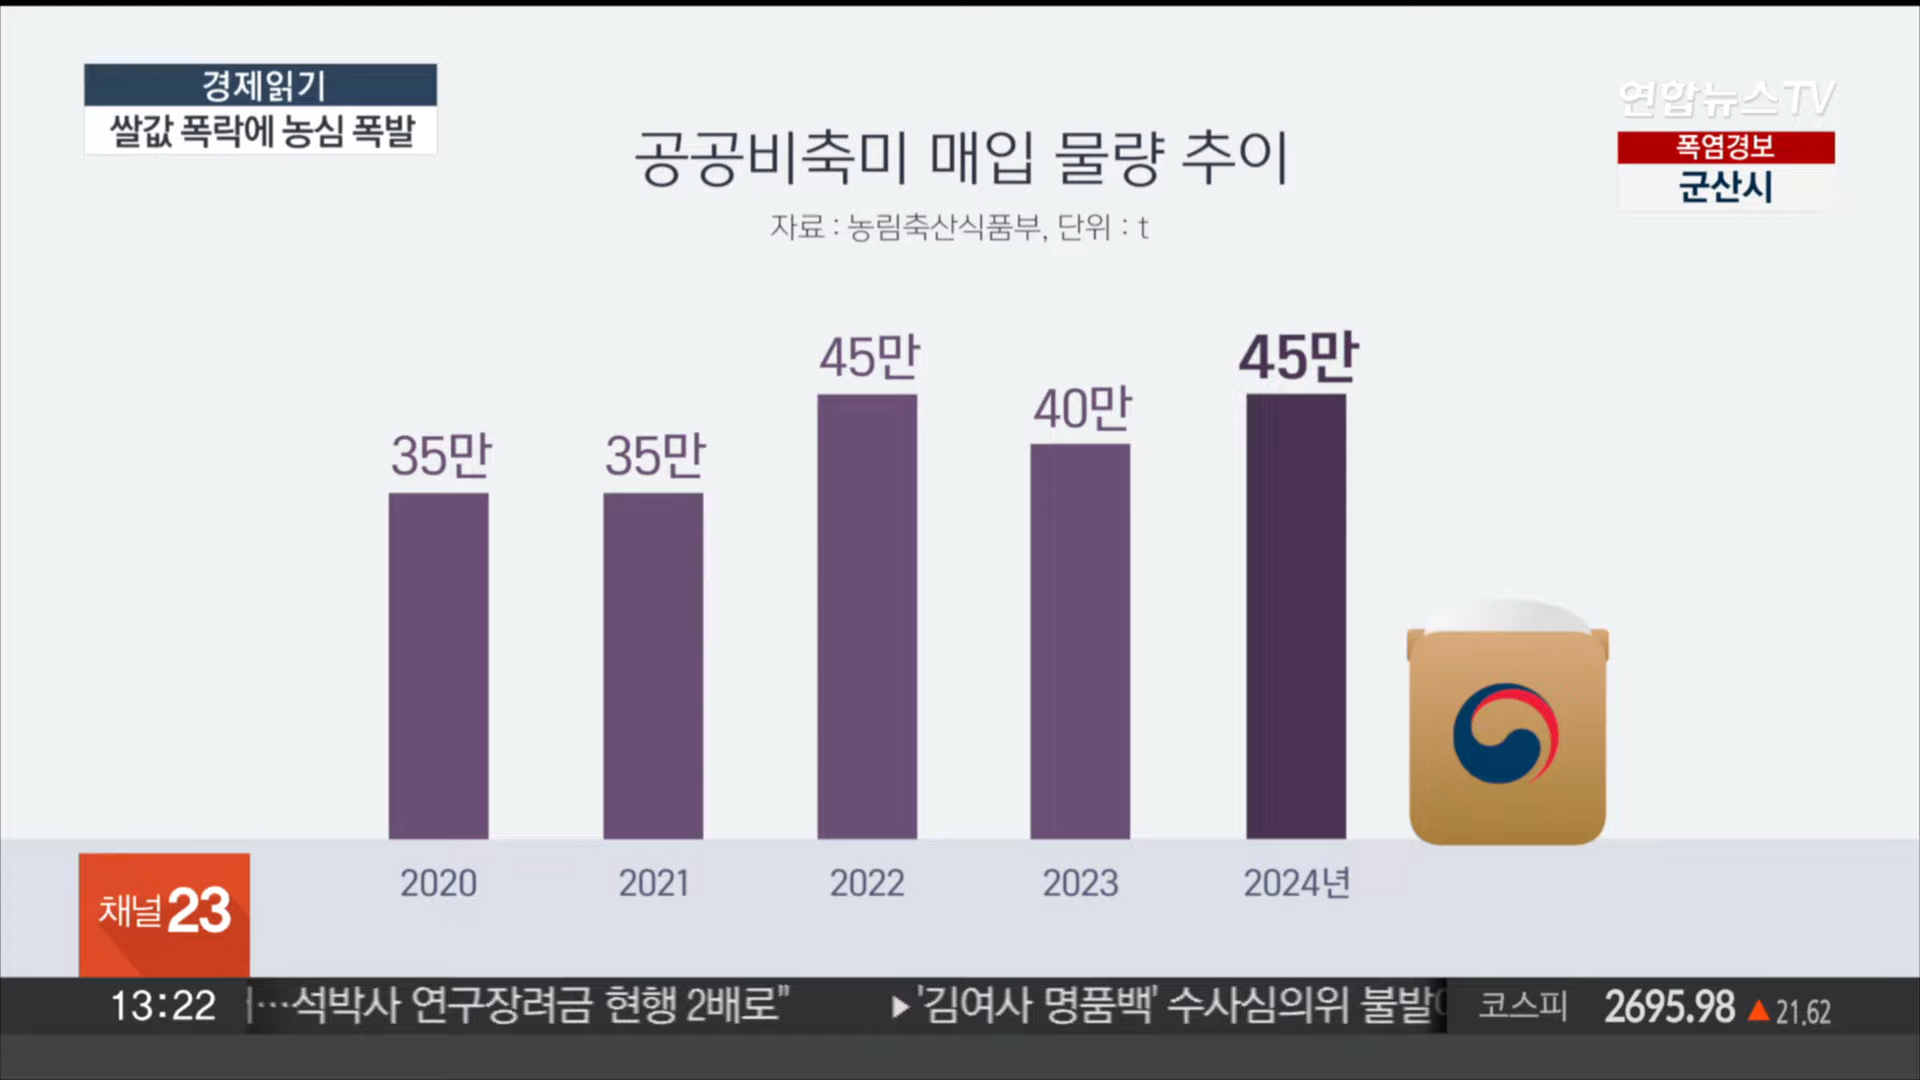 경제읽기
쌀값 폭락에 농심 폭발
연합뉴스TV
폭염경보
군산시
공공비축미 매입 물량 추이
자료 : 농림축산식품부, 단위 : t
35만
35만
45만
40만
45만
2020
2021
2022
2023
2024년
채널 23
13:22
…석박사 연구장려금 현행 2배로"
▶'김여사 명품백' 수사심의위 불발
코스피 2695.98 ▲21.62